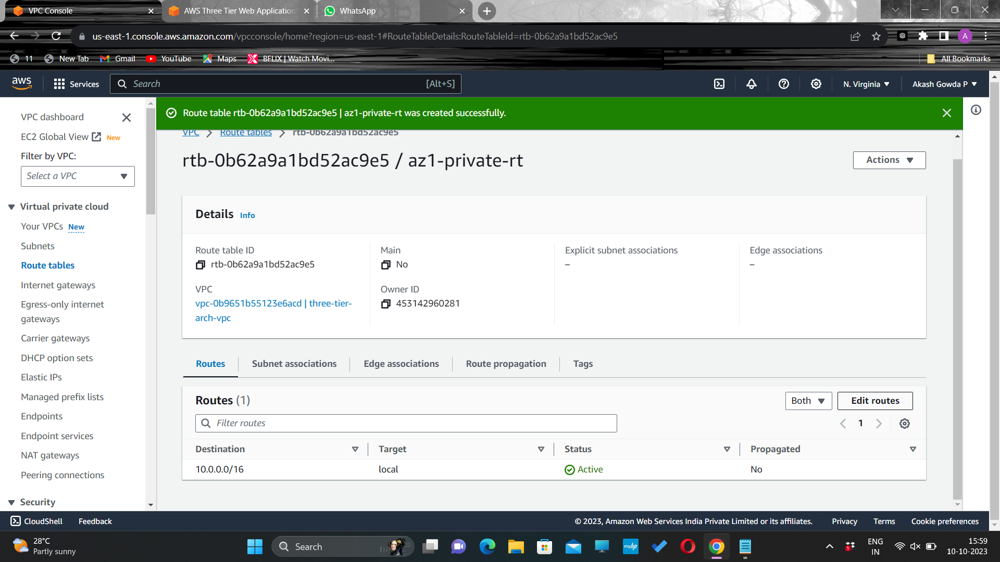 VPC Console
AWS Three Tier Web Application
WhatsApp
us-east-1.console.aws.amazon.com/vpcconsole/home?region=us-east-1#RouteTableDetails:RouteTableId=rtb-0b62a9a1bd52ac9e5
A
11
New Tab
Gmail
YouTube
Maps
BFLIX | Watch Movi...
All Bookmarks
aws
Services
Search
[Alt+S]
N. Virginia
Akash Gowda P
Route table rtb-0b62a9a1bd52ac9e5 | az1-private-rt was created successfully.
VPC dashboard
EC2 Global View New
Filter by VPC:
Select a VPC
Virtual private cloud
Your VPCs New
Subnets
Route tables
Internet gateways
Egress-only internet
gateways
Carrier gateways
DHCP option sets
Elastic IPs
Managed prefix lists
Endpoints
Endpoint services
NAT gateways
Peering connections
Security
VPC
Route tables
rtb-0b62a9a1bd52ac9e5
rtb-0b62a9a1bd52ac9e5 / az1-private-rt
Actions
Details Info
Route table ID
rtb-0b62a9a1bd52ac9e5
Main
No
Explicit subnet associations
–
Edge associations
–
VPC
vpc-0b9651b55123e6acd | three-tier-
arch-vpc
Owner ID
453142960281
Routes
Subnet associations
Edge associations
Route propagation
Tags
Routes (1)
Both
Edit routes
Filter routes
1
Destination Target Status Propagated
10.0.0.0/16 local Active No
CloudShell
Feedback
© 2023, Amazon Web Services India Private Limited or its affiliates.
Privacy
Terms
Cookie preferences
28°C
Partly sunny
Search
myhp
1
ENG
IN
15:59
10-10-2023